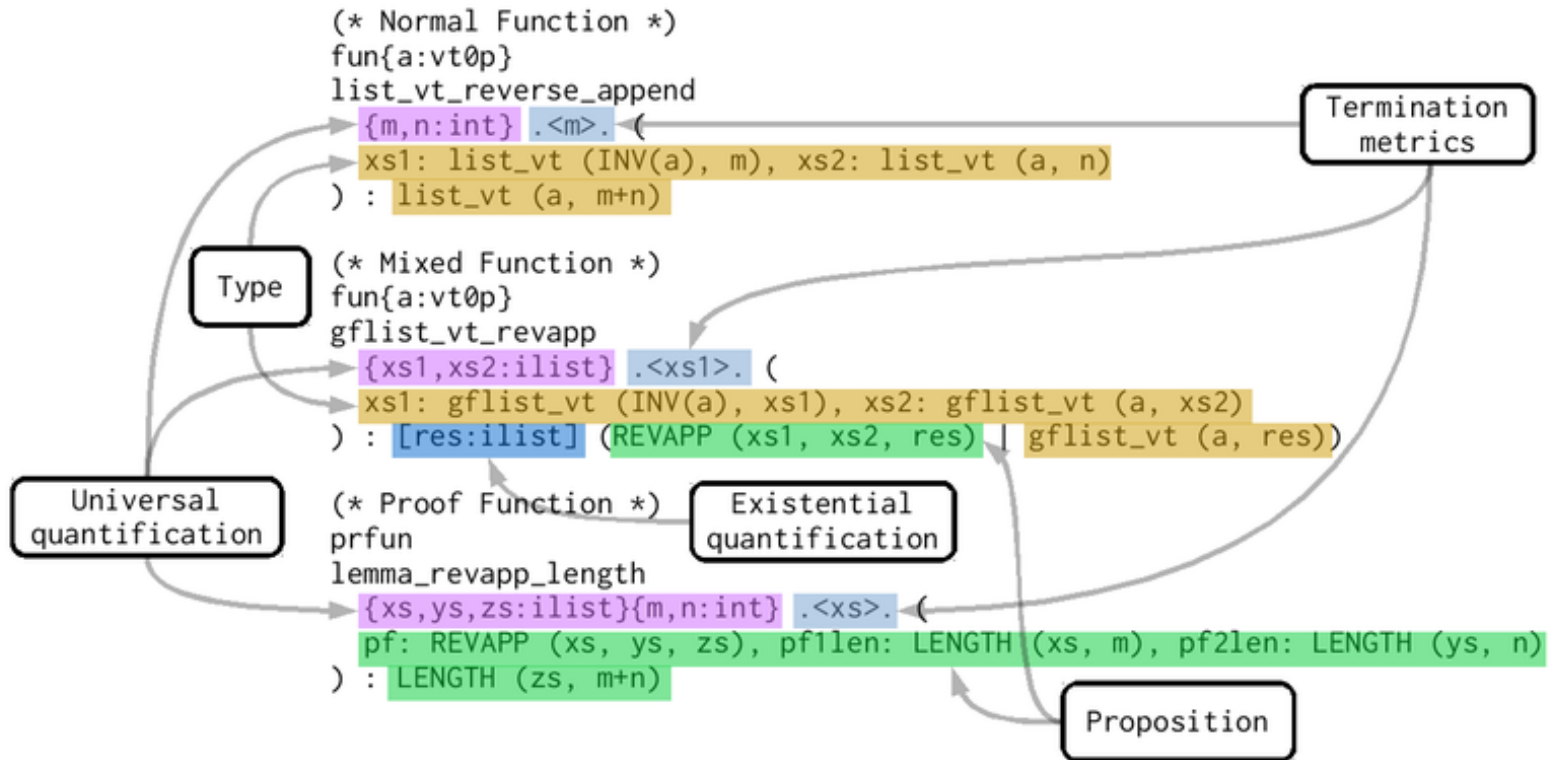 (* Normal Function *)
fun{a:vt0p}
list_vt_reverse_append
{m,n:int} .<m>. (
xs1: list_vt (INV(a), m), xs2: list_vt (a, n)
) : list_vt (a, m+n)
Termination
metrics
Type
(* Mixed Function *)
fun{a:vt0p}
gflist_vt_revapp
{xs1,xs2:ilist} .<xs1>. (
xs1: gflist_vt (INV(a), xs1), xs2: gflist_vt (a, xs2)
) : [res:ilist] (REVAPP (xs1, xs2, res) | gflist_vt (a, res))
Universal
quantification
Existential
quantification
(* Proof Function *)
prfun
lemma_revapp_length
{xs,ys,zs:ilist}{m,n:int} .<xs>. (
pf: REVAPP (xs, ys, zs), pf1len: LENGTH (xs, m), pf2len: LENGTH (ys, n)
) : LENGTH (zs, m+n)
Proposition